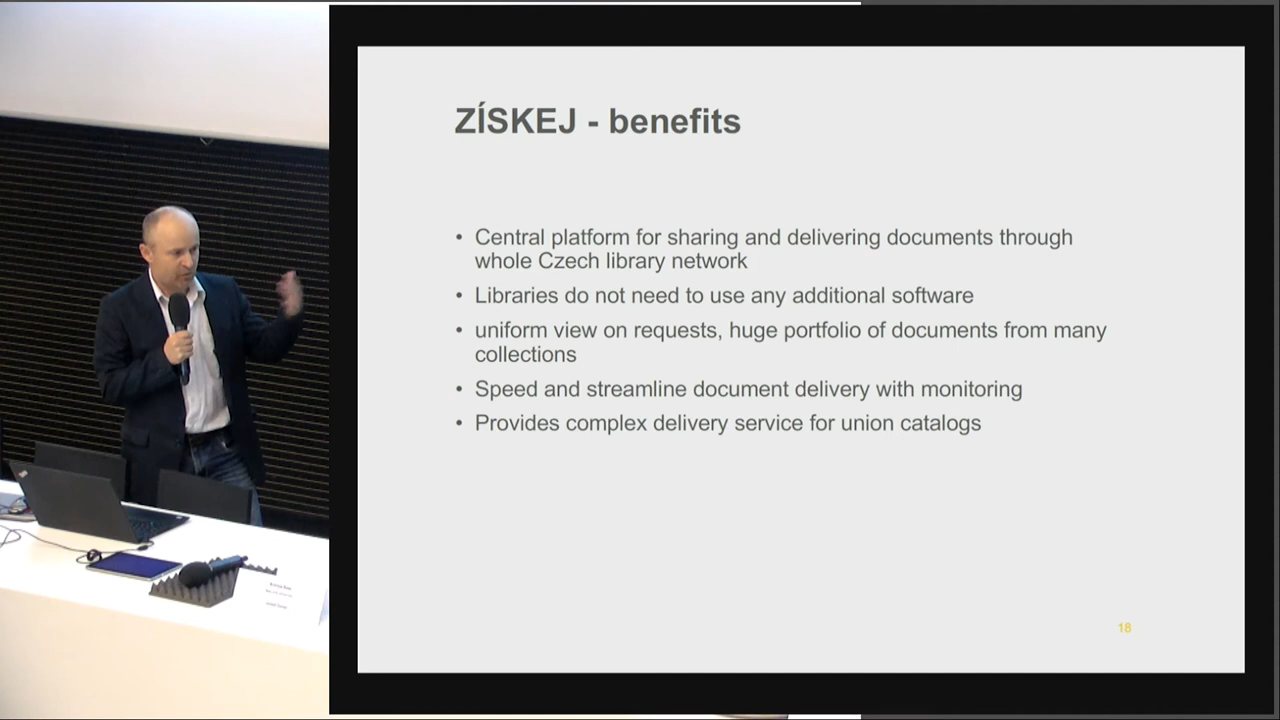 ZÍSKEJ - benefits
• Central platform for sharing and delivering documents through
whole Czech library network
• Libraries do not need to use any additional software
• uniform view on requests, huge portfolio of documents from many
collections
• Speed and streamline document delivery with monitoring
• Provides complex delivery service for union catalogs
18